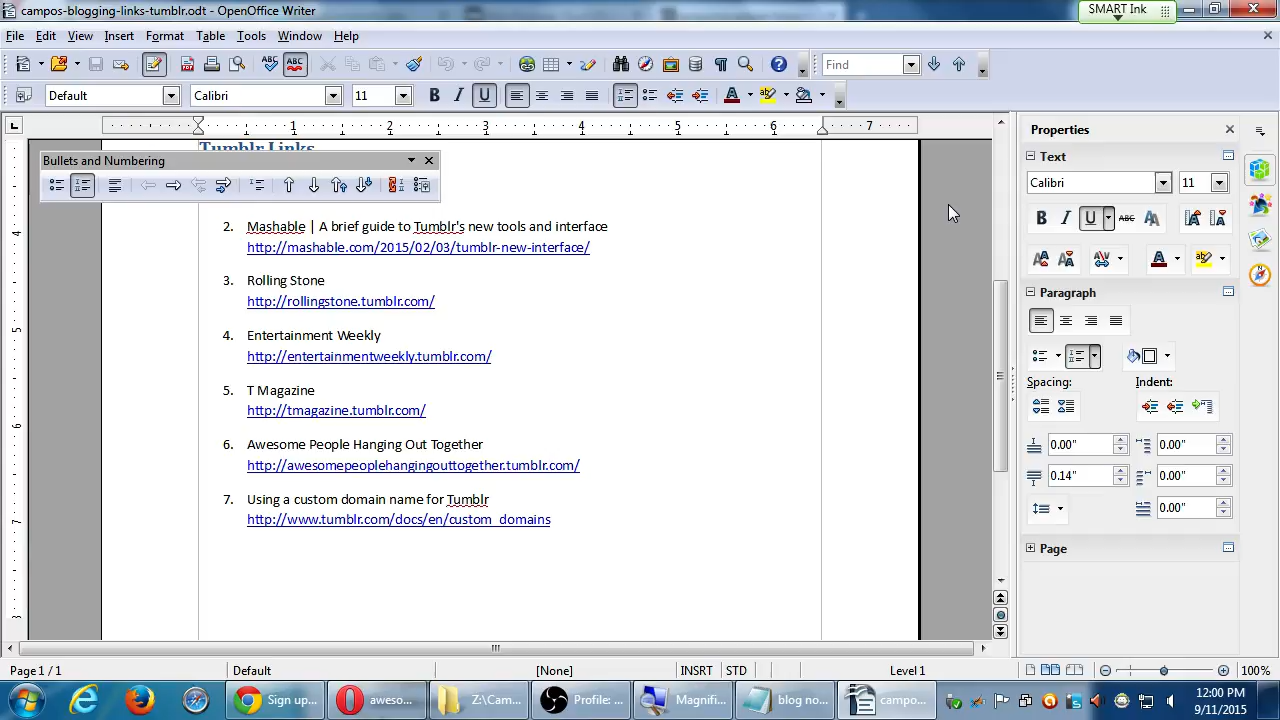 campos-blogging-links-tumblr.odt - OpenOffice Writer
SMART Ink
File Edit View Insert Format Table Tools Window Help
Find
Default Calibri 11
1 2 3 4 5 6 7
Tumblr Links
Bullets and Numbering
2. Mashable | A brief guide to Tumblr's new tools and interface
http://mashable.com/2015/02/03/tumblr-new-interface/
3. Rolling Stone
http://rollingstone.tumblr.com/
4. Entertainment Weekly
http://entertainmentweekly.tumblr.com/
5. T Magazine
http://tmagazine.tumblr.com/
6. Awesome People Hanging Out Together
http://awesomepeoplehangingouttogether.tumblr.com/
7. Using a custom domain name for Tumblr
http://www.tumblr.com/docs/en/custom_domains
Properties
Text
Calibri 11
Paragraph
Spacing: Indent:
0.00" 0.00"
0.14" 0.00"
0.00"
Page
Page 1 / 1 Default [None] INSRT STD Level 1 100%
Sign up... aweso... Z:\Cam... Profile: ... Magnifi... blog no... campo...
12:00 PM
9/11/2015